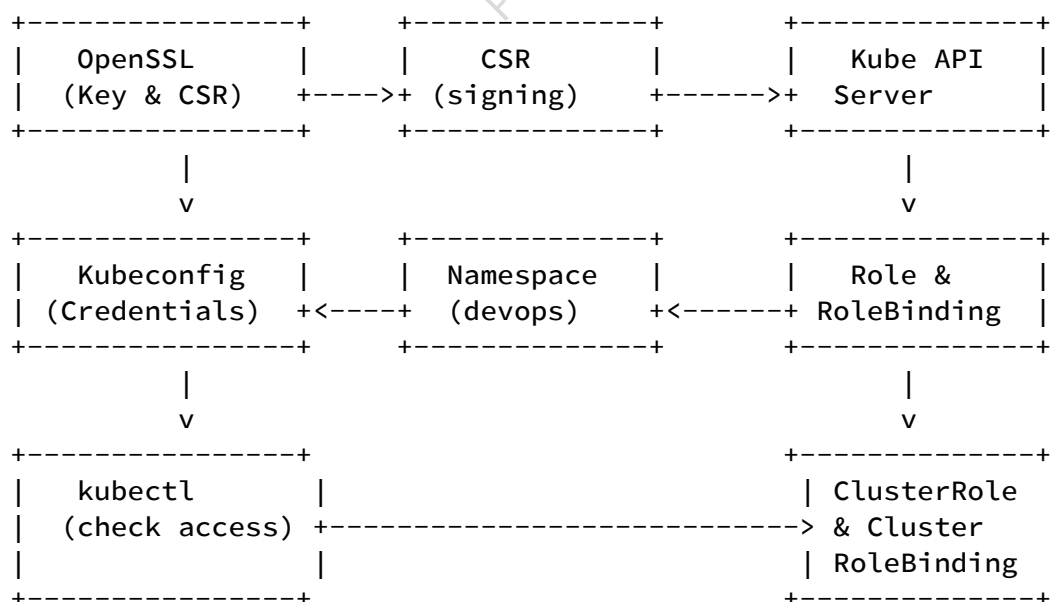 +----------------+     +--------------+       +--------------+
|   OpenSSL      |     |     CSR      |       |   Kube API   |
|  (Key & CSR)   +---->+ (signing)    +------>+  Server      |
+----------------+     +--------------+       +--------------+
          |                                          |
          v                                          v
+----------------+     +--------------+       +--------------+
|   Kubeconfig   |     |  Namespace   |       |   Role &     |
| (Credentials)  +<----+  (devops)    +<------+ RoleBinding  |
+----------------+     +--------------+       +--------------+
          |                                          |
          v                                          v
+----------------+                            +--------------+
|   kubectl       |                            | ClusterRole
|  (check access) +----------------------------> & Cluster
|                 |                            | RoleBinding
+----------------+                            +--------------+